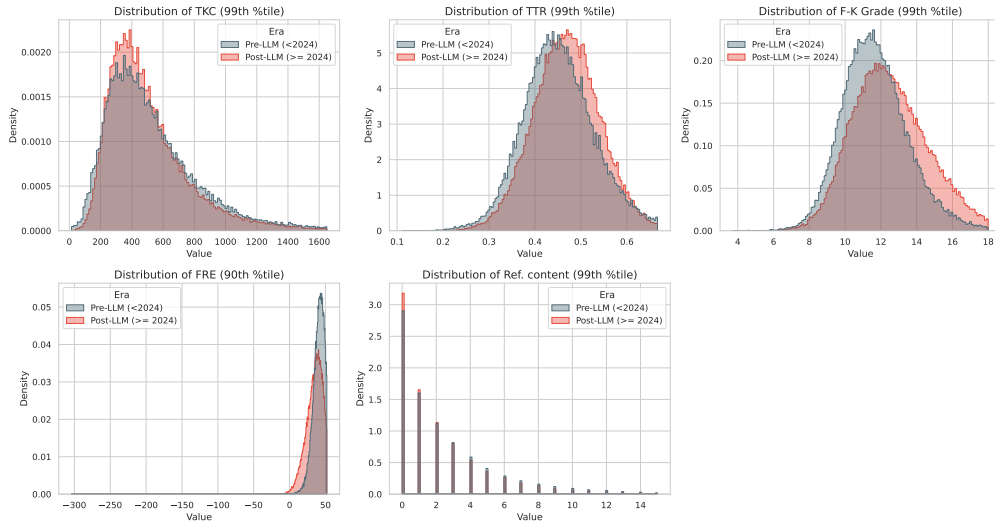 Distribution of TKC (99th %tile)
Era
Pre-LLM (<2024)
Post-LLM (>= 2024)
0.0020
0.0015
0.0010
0.0005
0.0000
Density
0 200 400 600 800 1000 1200 1400 1600
Value
Distribution of TTR (99th %tile)
Era
Pre-LLM (<2024)
Post-LLM (>= 2024)
5
4
3
2
1
0
Density
0.1 0.2 0.3 0.4 0.5 0.6
Value
Distribution of F-K Grade (99th %tile)
Era
Pre-LLM (<2024)
Post-LLM (>= 2024)
0.20
0.15
0.10
0.05
0.00
Density
4 6 8 10 12 14 16 18
Value
Distribution of FRE (90th %tile)
Era
Pre-LLM (<2024)
Post-LLM (>= 2024)
0.05
0.04
0.03
0.02
0.01
0.00
Density
−300 −250 −200 −150 −100 −50 0 50
Value
Distribution of Ref. content (99th %tile)
Era
Pre-LLM (<2024)
Post-LLM (>= 2024)
3.0
2.5
2.0
1.5
1.0
0.5
0.0
Density
0 2 4 6 8 10 12 14
Value